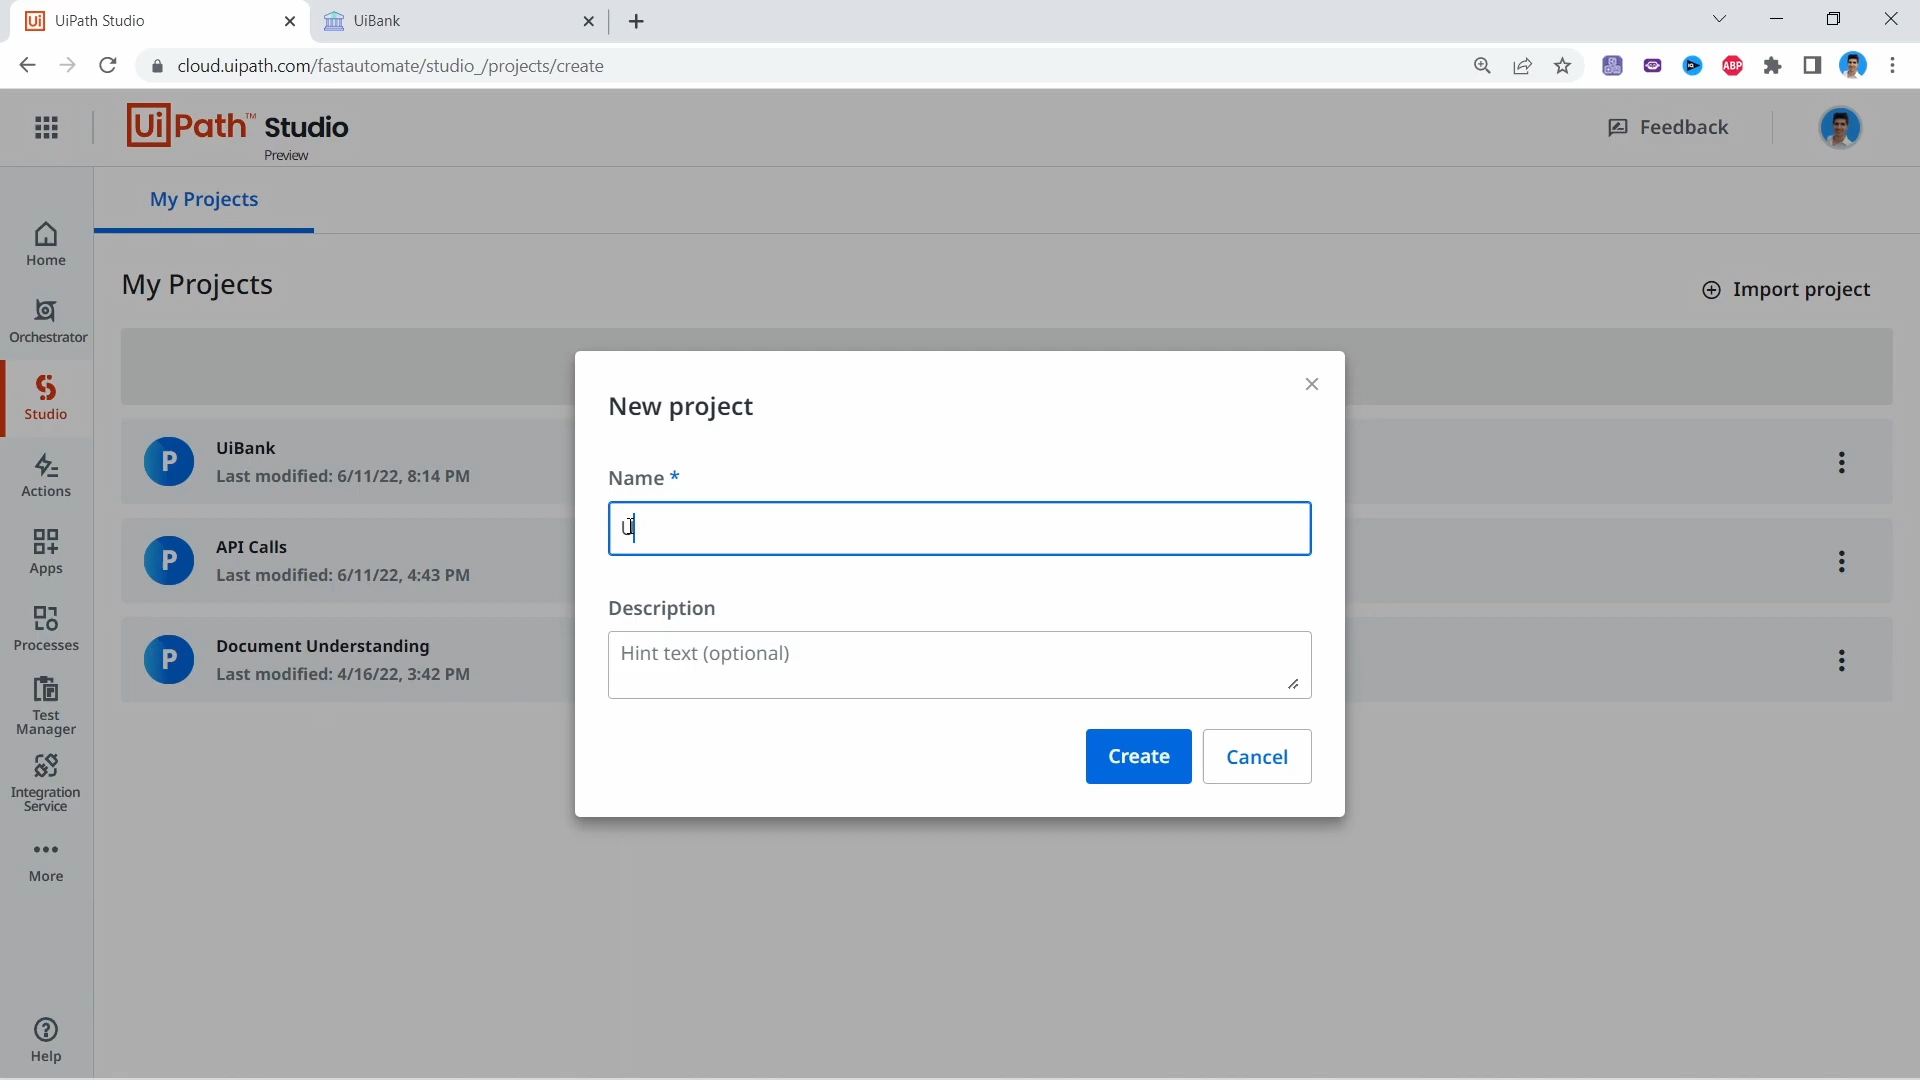 UiPath Studio
UiBank
cloud.uipath.com/fastautomate/studio_/projects/create
ABP
UiPath™ Studio
Preview
Feedback
My Projects
Home
My Projects
Import project
Orchestrator
Studio
New project
P
UiBank
Last modified: 6/11/22, 8:14 PM
Name *
Actions
U
P
API Calls
Last modified: 6/11/22, 4:43 PM
Apps
Description
Processes
P
Document Understanding
Last modified: 4/16/22, 3:42 PM
Hint text (optional)
Test
Manager
Create
Cancel
Integration
Service
More
Help